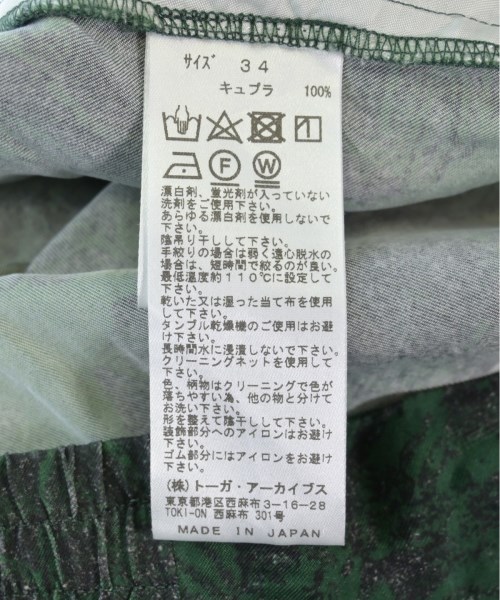 サイズ 34
キュプラ 100%
F W
漂白剤、蛍光剤が入っていない
洗剤をご使用下さい。
あらゆる漂白剤を使用しないで
下さい。
陰吊り干しして下さい。
手絞りの場合は弱く遠心脱水の
場合は、短時間で絞るのが良い。
最低温度約110℃に設定して
下さい。
乾いた又は湿った当て布を使用
して下さい。
タンブル乾燥機のご使用はお避
け下さい。
長時間水に浸漬しないで下さい。
クリーニングネットを使用して
下さい。
色、柄物はクリーニングで色が
落ちやすい為、他の物と分けて
お洗い下さい。
形を整えて陰干しして下さい。
装飾部分へのアイロンはお避け
下さい。
ゴム部分にはアイロンをお避け
下さい。
(株)トーガ・アーカイブス
東京都港区西麻布3-16-28
TOKI-ON 西麻布 301号
MADE IN JAPAN